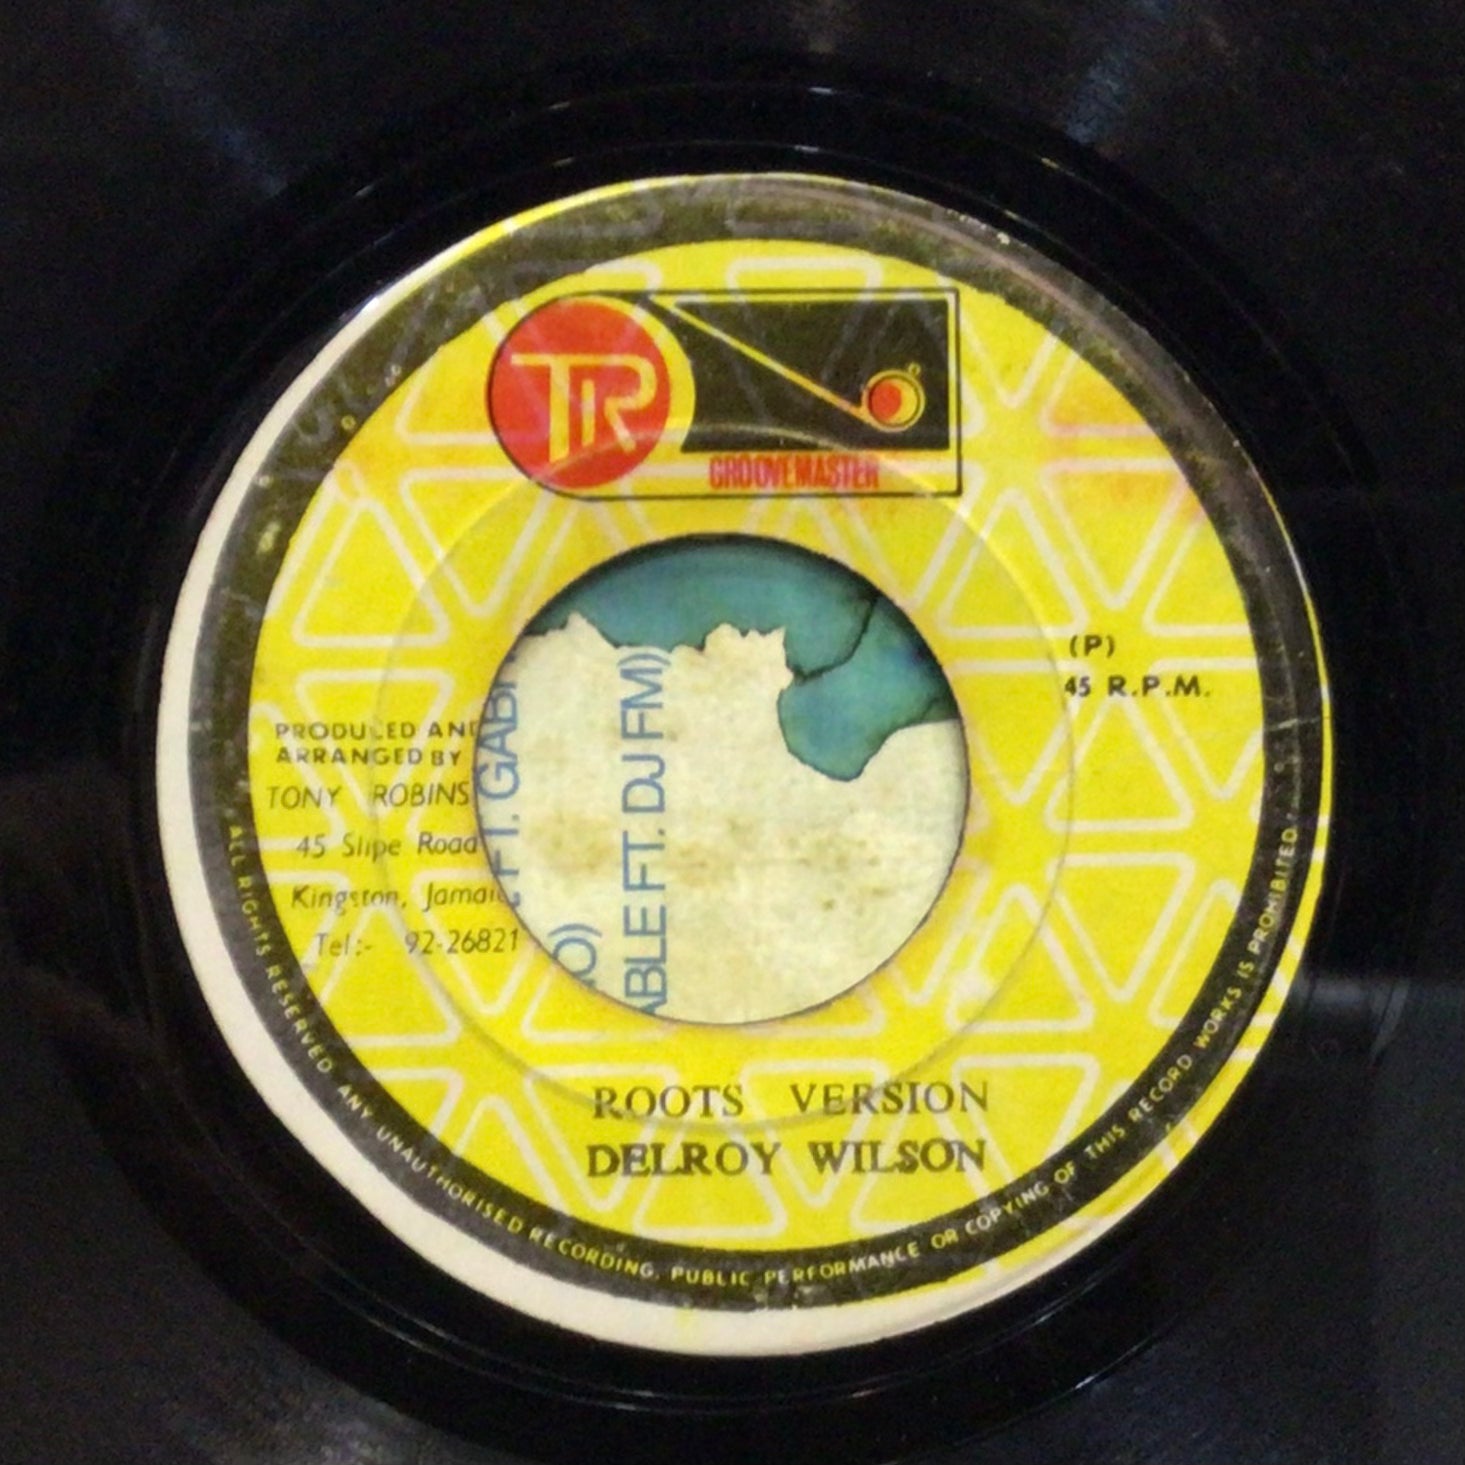 TR
GROOVEMASTER
(P)
45 R.P.M.
PRODUCED AND
ARRANGED BY
TONY ROBINS
45 Slipe Road
Kingston, Jamaic
Tel:- 92-26821
FT. GAB
ABLE FT. DJ FM)
O)
ROOTS VERSION
DELROY WILSON
ALL RIGHTS RESERVED ANY UNAUTHORISED RECORDING, PUBLIC PERFORMANCE OR COPYING OF THIS RECORD WORKS IS PROHIBITED.